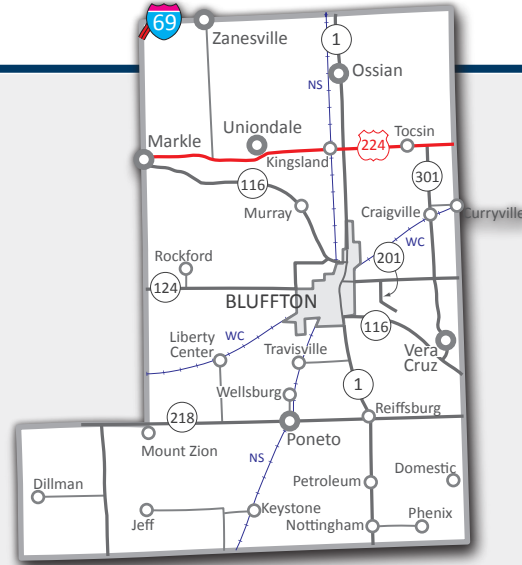 69
Zanesville
1
Ossian
NS
Uniondale
Tocsin
Markle
224
Kingsland
116
301
Murray
Craigville
Curryville
WC
201
Rockford
124
BLUFFTON
116
WC
Liberty
Center
Travisville
Vera
Cruz
Wellsburg
1
218
Reiffsburg
Poneto
Mount Zion
NS
Domestic
Dillman
Petroleum
Jeff
Keystone
Phenix
Nottingham